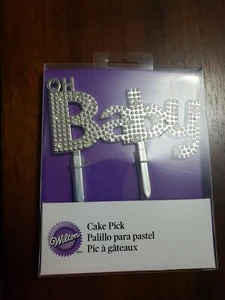 OH
Baby
Wilton
Cake Pick
Palillo para pastel
Pic à gâteaux